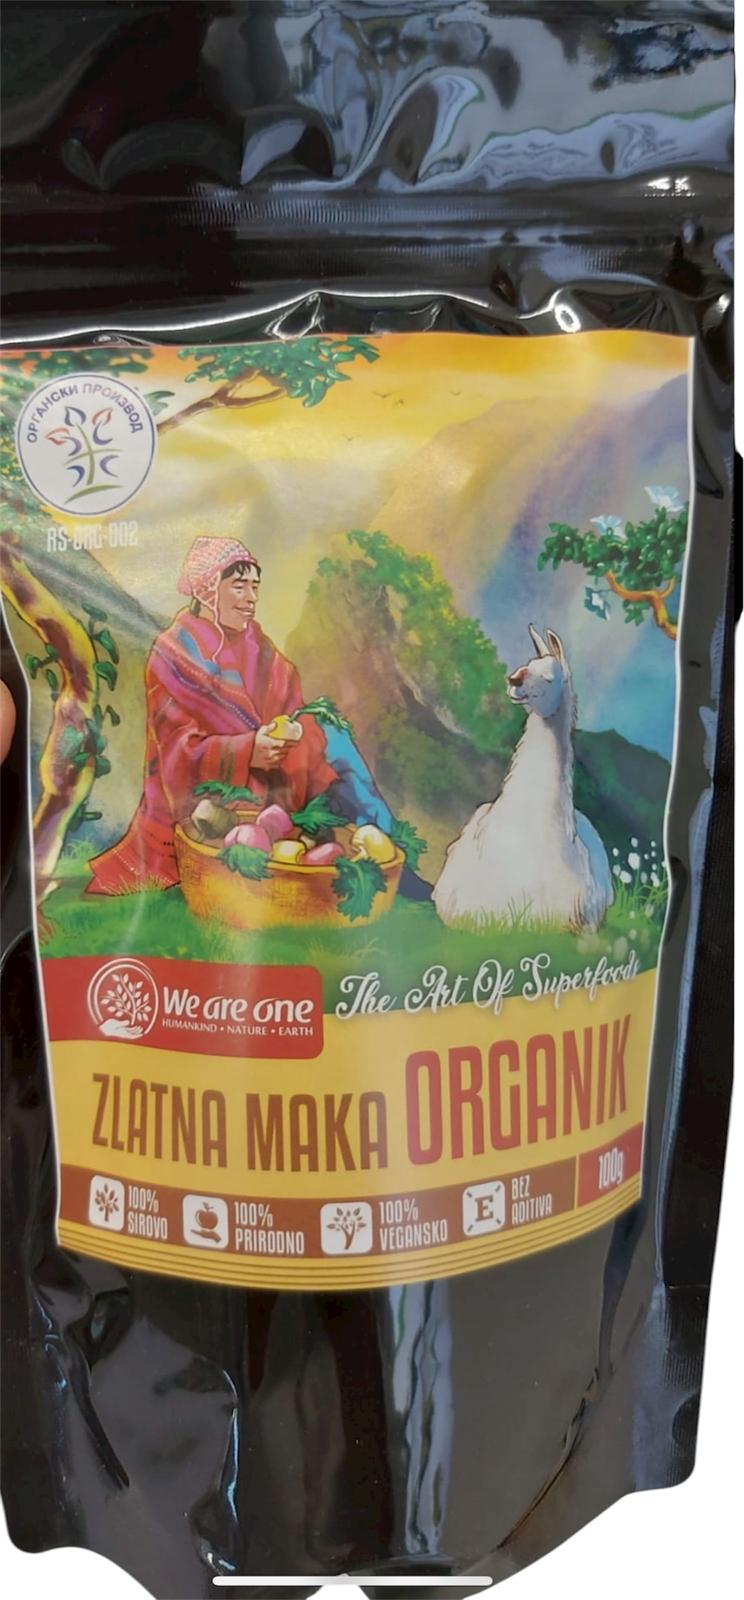 ОРГАНСКИ ПРОИЗВОД
RS-ORG-002
We are one
HUMANKIND • NATURE • EARTH
The Art Of Superfoods
ZLATNA MAKA ORGANIK
100% SIROVO
100% PRIRODNO
100% VEGANSKO
E
BEZ ADITIVA
100g